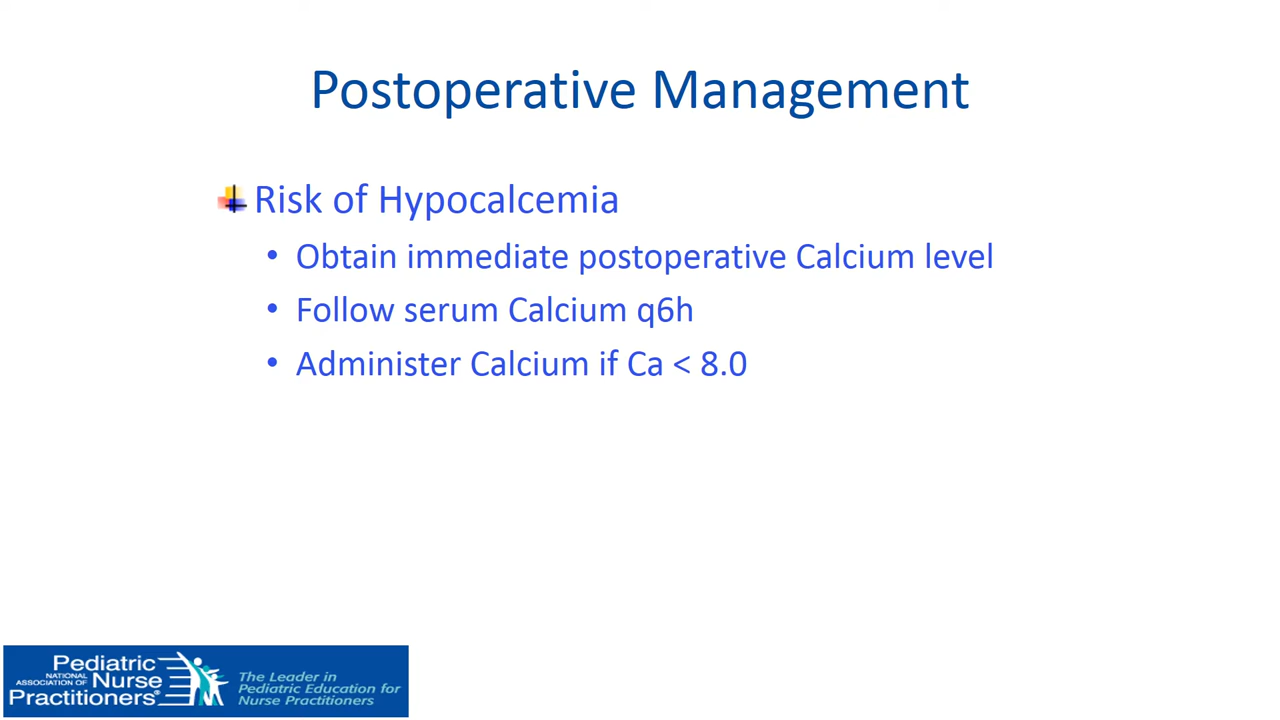 Postoperative Management
Risk of Hypocalcemia
• Obtain immediate postoperative Calcium level
• Follow serum Calcium q6h
• Administer Calcium if Ca < 8.0
Pediatric
NATIONAL
ASSOCIATION OF
Nurse
Practitioners®
The Leader in
Pediatric Education for
Nurse Practitioners